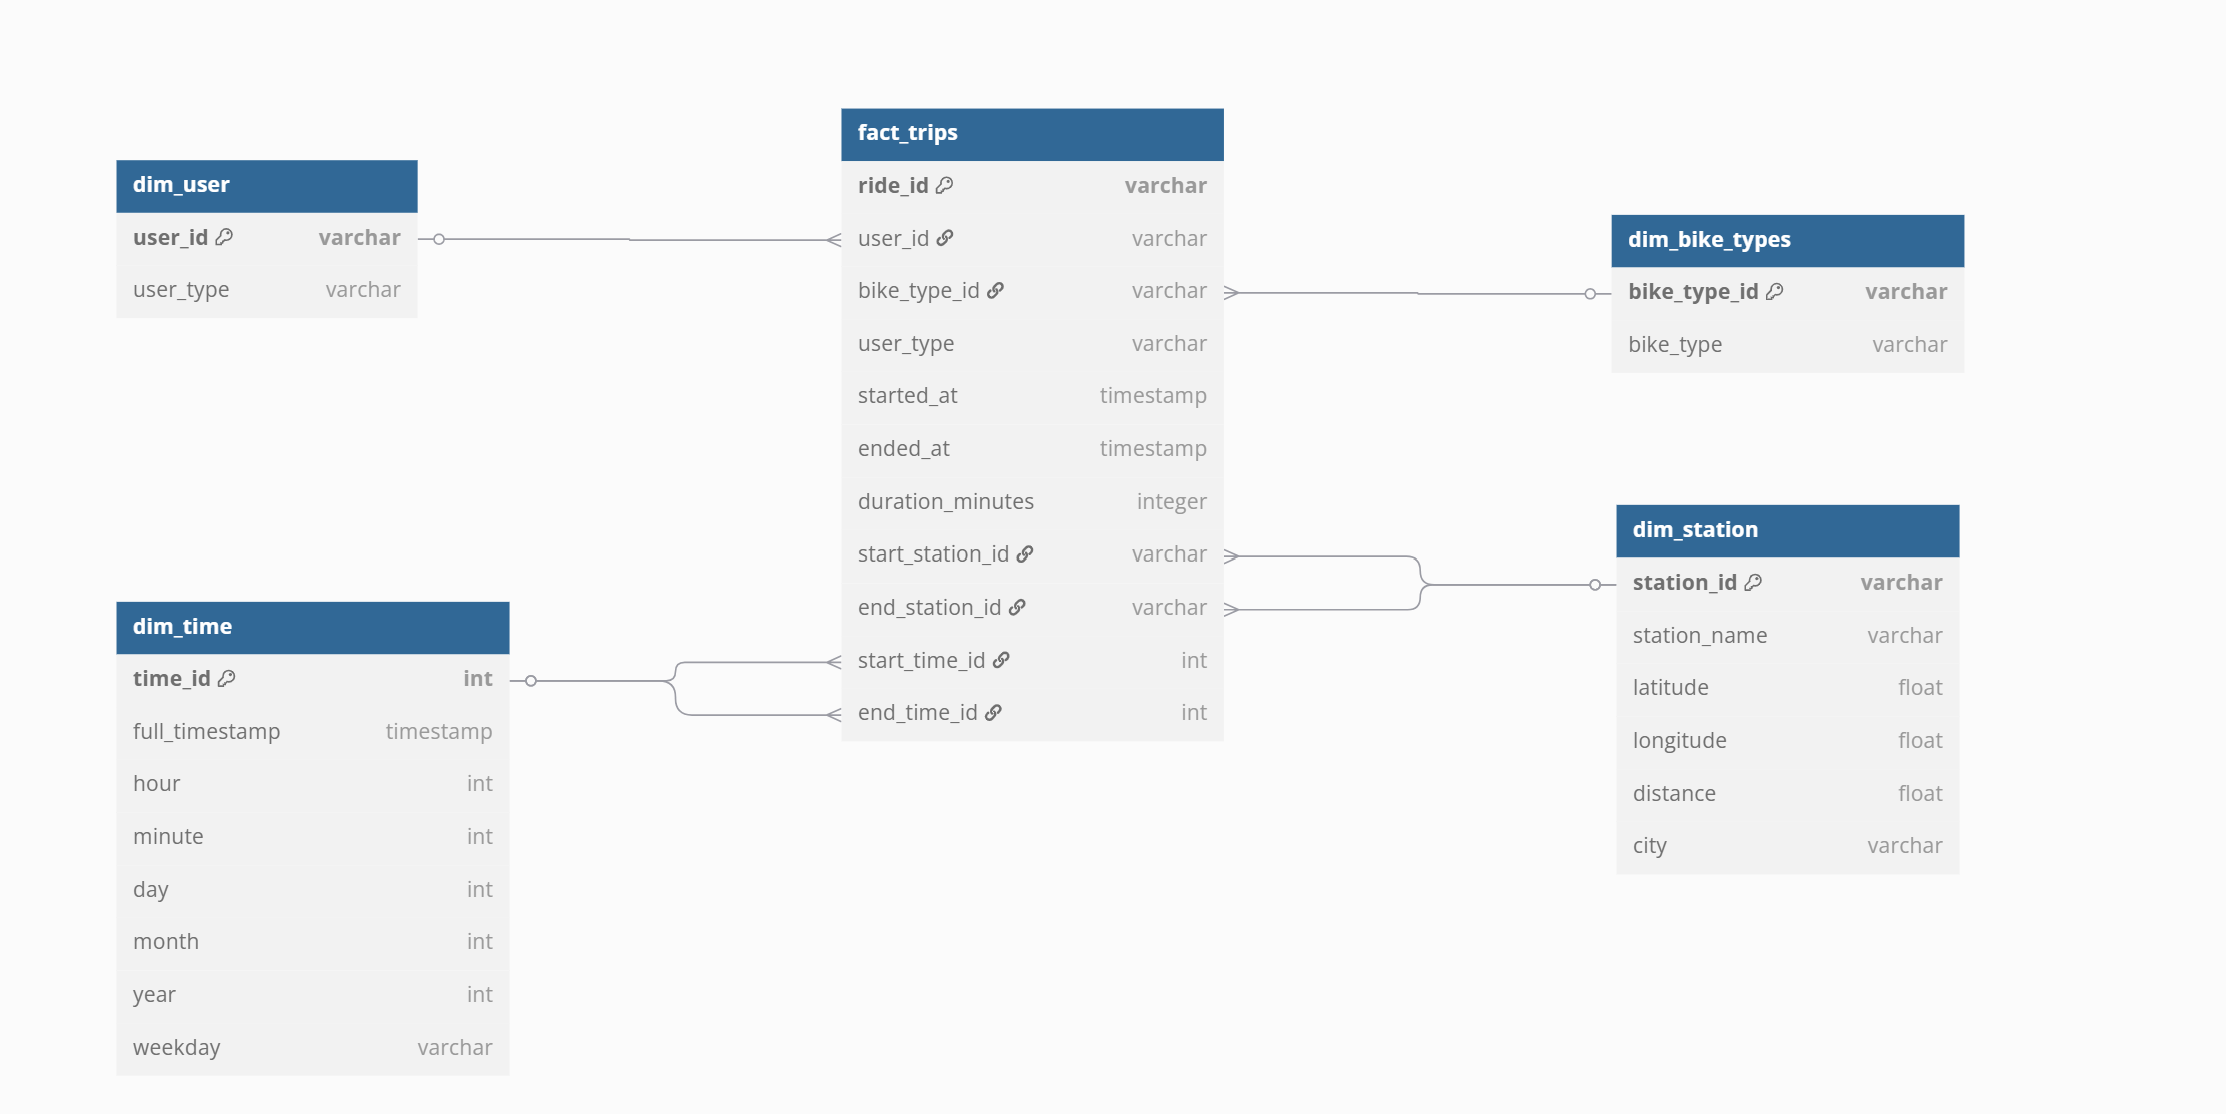 dim_user
user_id varchar
user_type varchar
fact_trips
ride_id varchar
user_id varchar
bike_type_id varchar
user_type varchar
started_at timestamp
ended_at timestamp
duration_minutes integer
start_station_id varchar
end_station_id varchar
start_time_id int
end_time_id int
dim_bike_types
bike_type_id varchar
bike_type varchar
dim_station
station_id varchar
station_name varchar
latitude float
longitude float
distance float
city varchar
dim_time
time_id int
full_timestamp timestamp
hour int
minute int
day int
month int
year int
weekday varchar